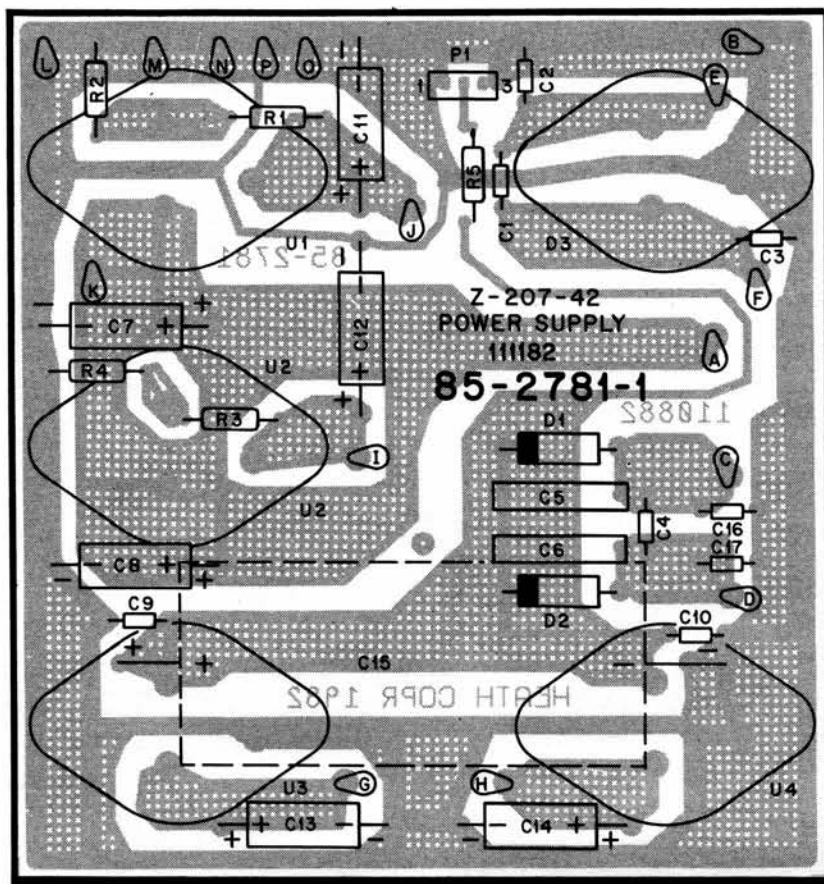 L
M
N
P
O
P1
B
R2
1
3
C2
E
R1
C11
R5
C1
J
U1
D3
C3
85-2781
K
F
Z-207-42
POWER SUPPLY
111182
85-2781-1
C7
C12
A
R4
U2
110882
R3
D1
I
C
C5
U2
C4
C16
C6
C17
C8
D2
D
C9
C10
C15
HEATH COPR 1982
G
H
U3
U4
C13
C14